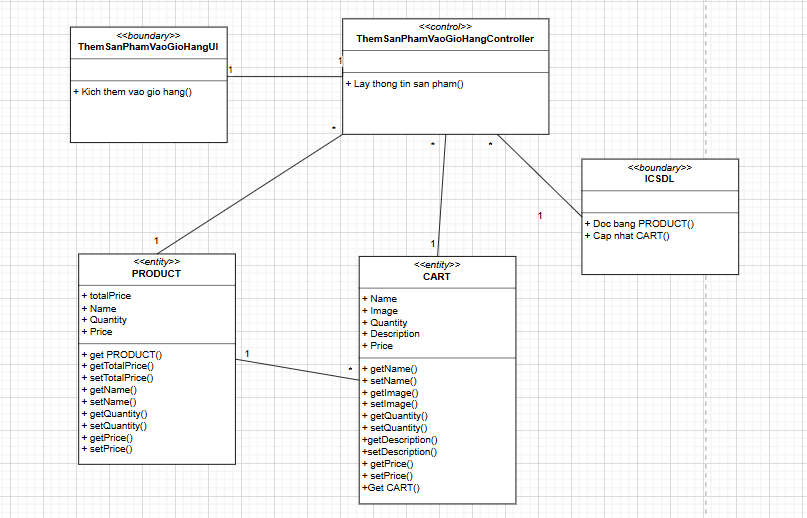 <<boundary>>
ThemSanPhamVaoGioHangUI
+ Kich them vao gio hang()
1
1
<<control>>
ThemSanPhamVaoGioHangController
+ Lay thong tin san pham()
*
*
*
<<boundary>>
ICSDL
+ Doc bang PRODUCT()
+ Cap nhat CART()
1
1
1
<<entity>>
PRODUCT
+ totalPrice
+ Name
+ Quantity
+ Price
+ get PRODUCT()
+ getTotalPrice()
+ setTotalPrice()
+ getName()
+ setName()
+ getQuantity()
+ setQuantity()
+ getPrice()
+ setPrice()
1
*
<<entity>>
CART
+ Name
+ Image
+ Quantity
+ Description
+ Price
+ getName()
+ setName()
+ getImage()
+ setImage()
+ getQuantity()
+ setQuantity()
+getDescription()
+setDescription()
+ getPrice()
+ setPrice()
+Get CART()